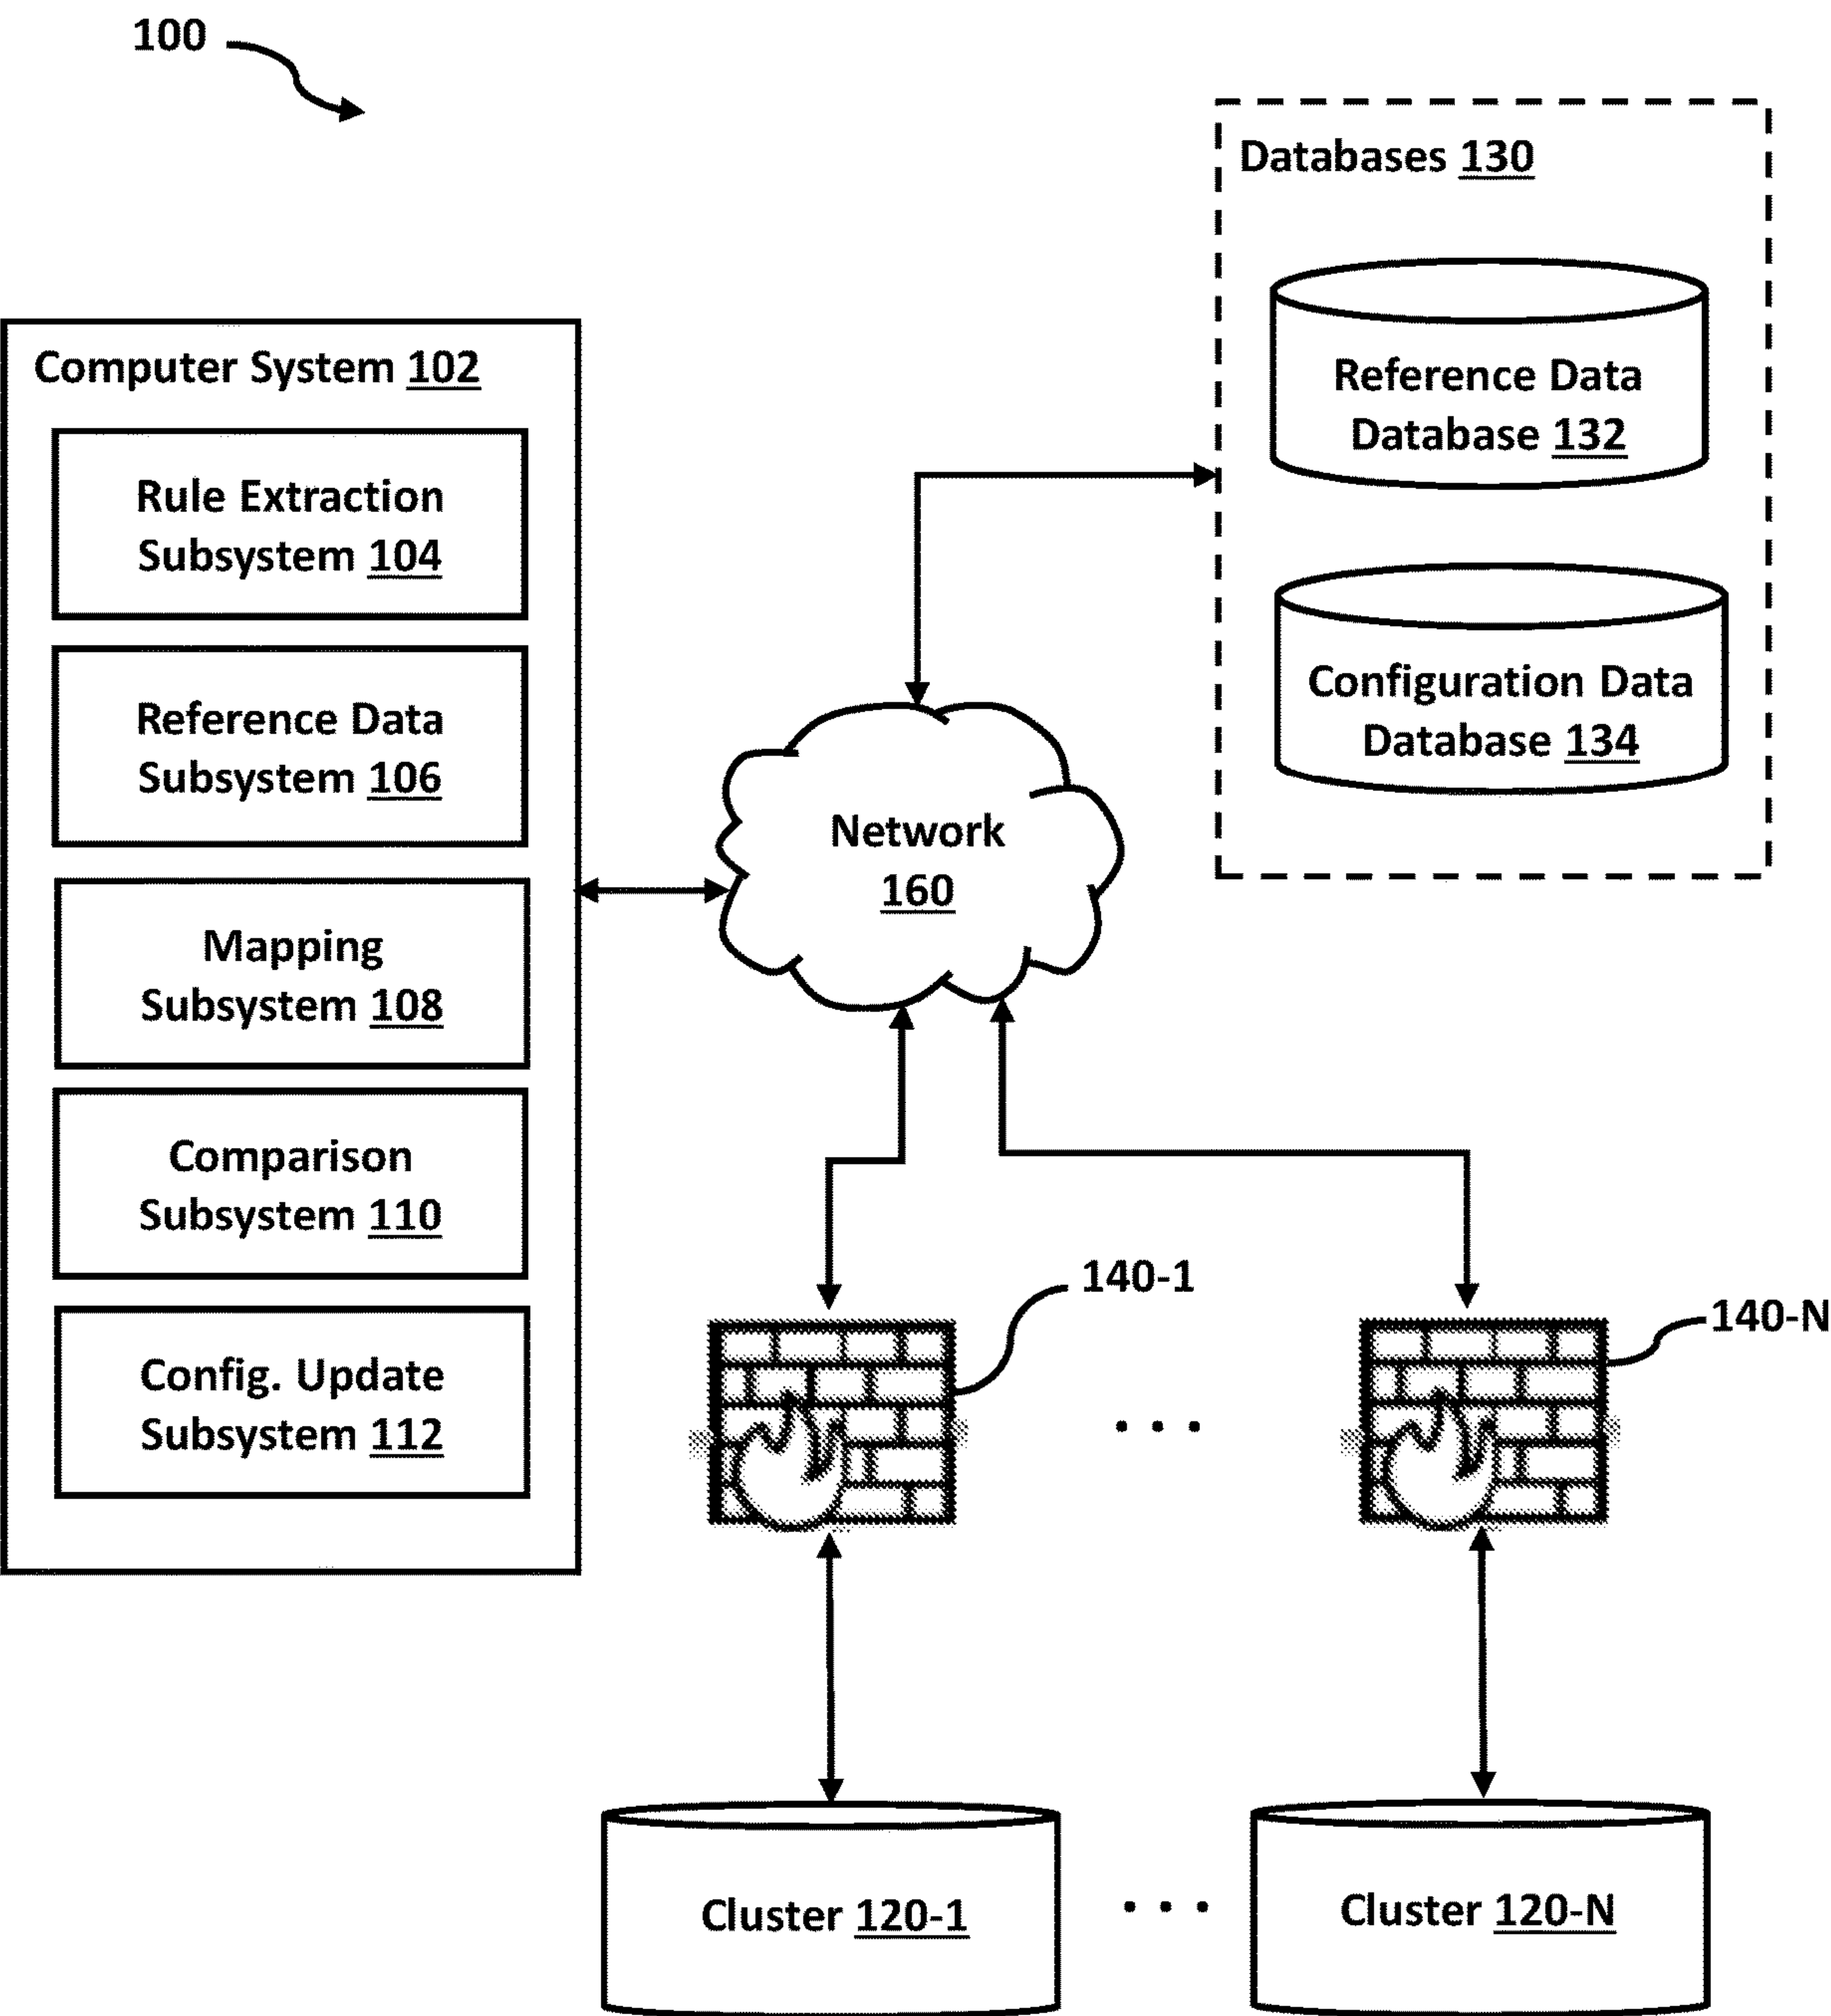 100
Databases 130
Reference Data
Database 132
Configuration Data
Database 134
Computer System 102
Rule Extraction
Subsystem 104
Reference Data
Subsystem 106
Mapping
Subsystem 108
Comparison
Subsystem 110
Config. Update
Subsystem 112
Network
160
140-1
140-N
. . .
Cluster 120-1
. . .
Cluster 120-N